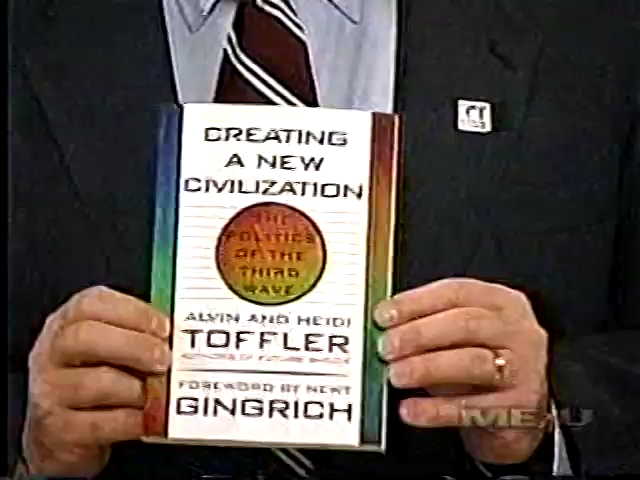 CREATING
A NEW
CIVILIZATION
THE
POLITICS
OF THE
THIRD
WAVE
ALVIN AND HEIDI
TOFFLER
AUTHORS OF FUTURE SHOCK
FOREWORD BY NEWT
GINGRICH
ME/U